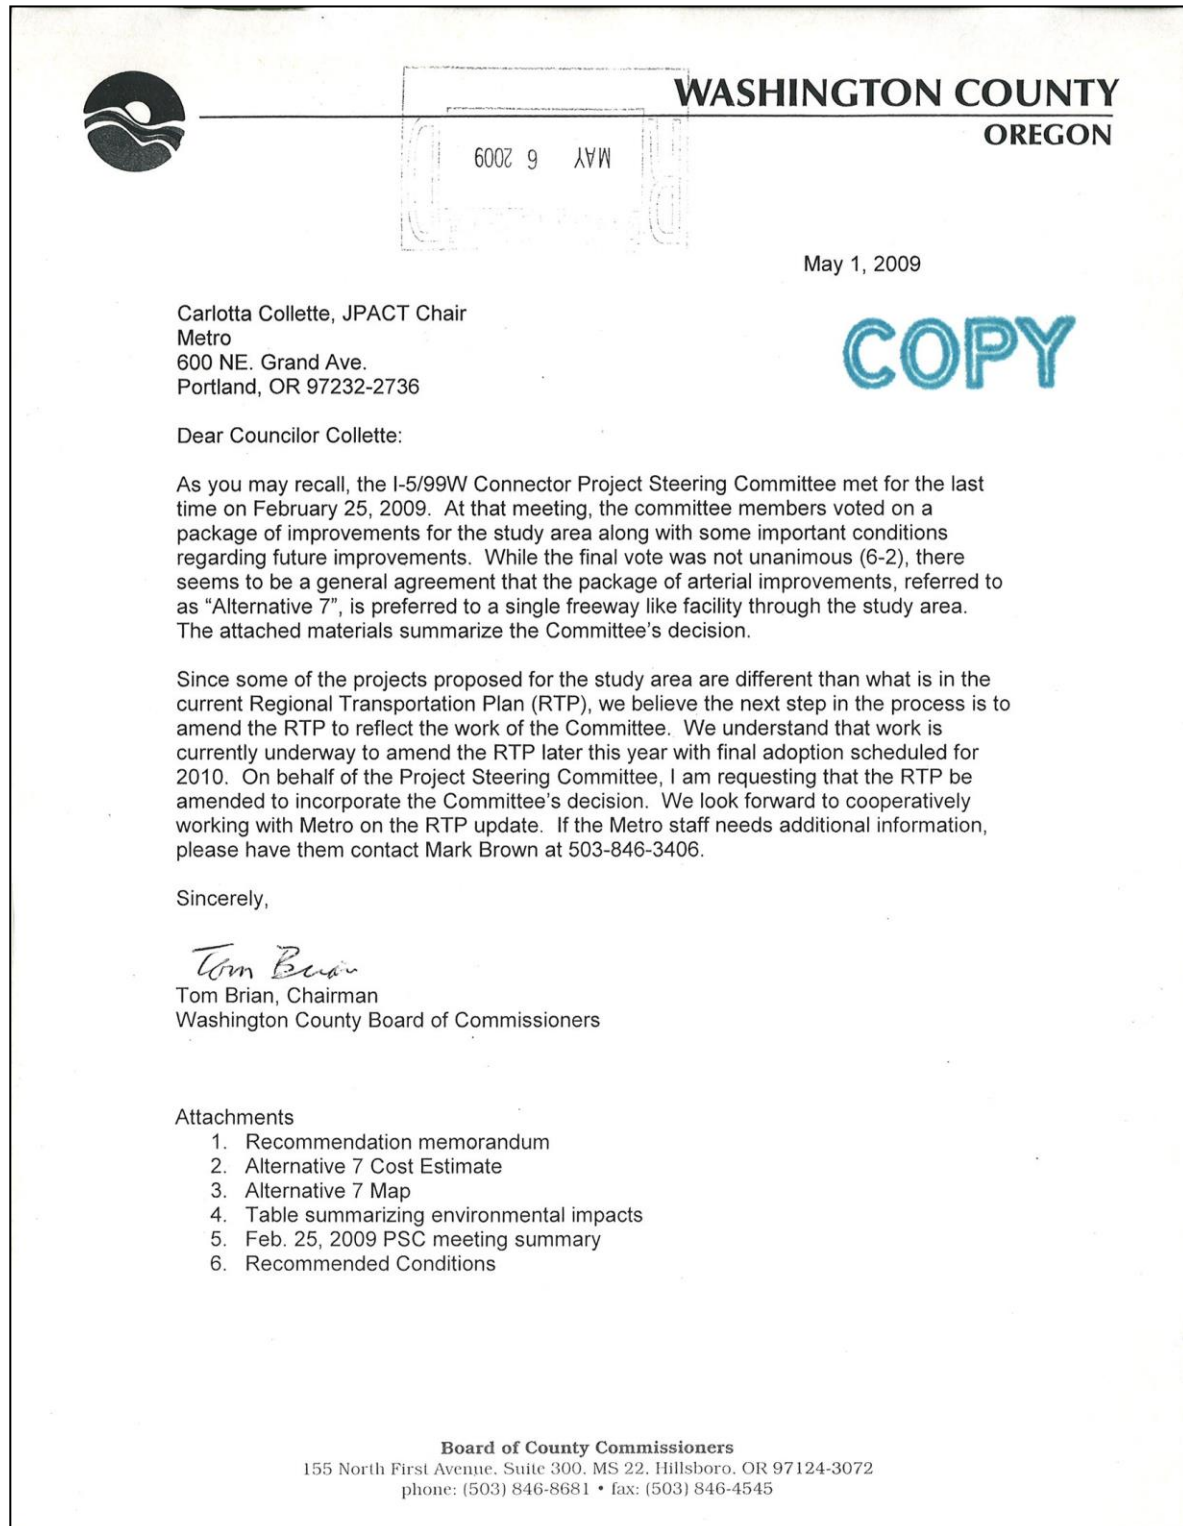 WASHINGTON COUNTY
OREGON
MAY 6 2009
May 1, 2009
Carlotta Collette, JPACT Chair
Metro
600 NE. Grand Ave.
Portland, OR 97232-2736
COPY
Dear Councilor Collette:
As you may recall, the I-5/99W Connector Project Steering Committee met for the last
time on February 25, 2009.  At that meeting, the committee members voted on a
package of improvements for the study area along with some important conditions
regarding future improvements.  While the final vote was not unanimous (6-2), there
seems to be a general agreement that the package of arterial improvements, referred to
as “Alternative 7”, is preferred to a single freeway like facility through the study area.
The attached materials summarize the Committee’s decision.
Since some of the projects proposed for the study area are different than what is in the
current Regional Transportation Plan (RTP), we believe the next step in the process is to
amend the RTP to reflect the work of the Committee.  We understand that work is
currently underway to amend the RTP later this year with final adoption scheduled for
2010.  On behalf of the Project Steering Committee, I am requesting that the RTP be
amended to incorporate the Committee’s decision.  We look forward to cooperatively
working with Metro on the RTP update.  If the Metro staff needs additional information,
please have them contact Mark Brown at 503-846-3406.
Sincerely,
Tom Brian
Tom Brian, Chairman
Washington County Board of Commissioners
Attachments
1. Recommendation memorandum
2. Alternative 7 Cost Estimate
3. Alternative 7 Map
4. Table summarizing environmental impacts
5. Feb. 25, 2009 PSC meeting summary
6. Recommended Conditions
Board of County Commissioners
155 North First Avenue, Suite 300, MS 22, Hillsboro, OR 97124-3072
phone: (503) 846-8681 • fax: (503) 846-4545